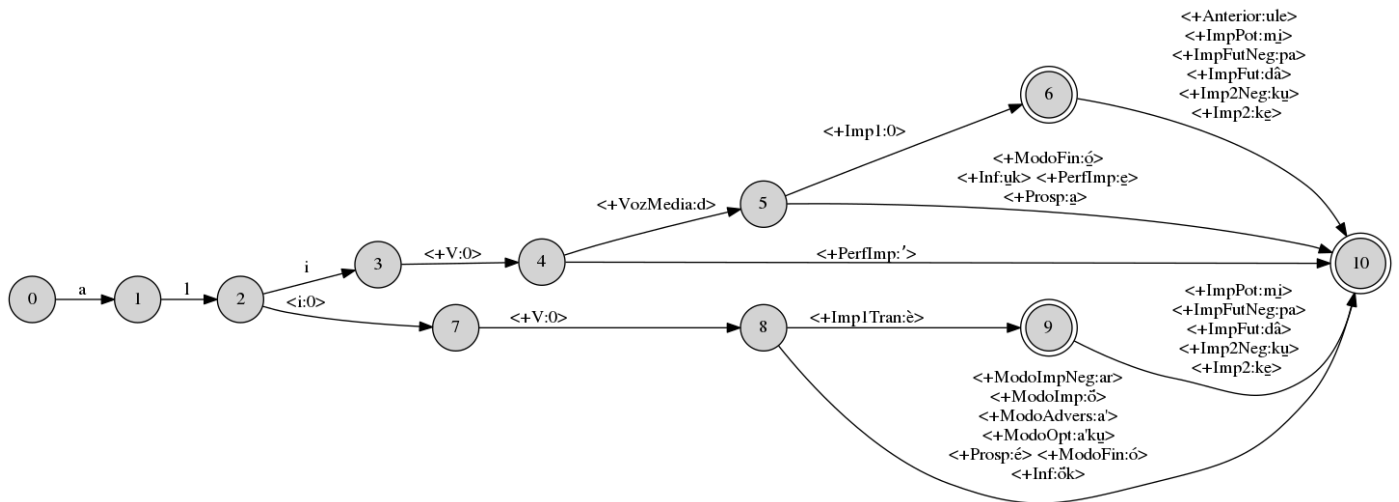 <+Anterior:ule>
<+ImpPot:mi̱>
<+ImpFutNeg:pa>
<+ImpFut:dâ>
<+Imp2Neg:ku̱>
<+Imp2:ke̱>
6
<+Imp1:0>
<+ModoFin:ó̱>
<+Inf:u̱k> <+PerfImp:e̱>
<+Prosp:a̱>
<+VozMedia:d>
5
3
<+V:0>
4
<+PerfImp:′>
10
i
0
a
1
l
2
<i:0>
7
<+V:0>
8
<+Imp1Tran:è>
9
<+ImpPot:mi̱>
<+ImpFutNeg:pa>
<+ImpFut:dâ>
<+Imp2Neg:ku̱>
<+Imp2:ke̱>
<+ModoImpNeg:ar>
<+ModoImp:ö́>
<+ModoAdvers:a'>
<+ModoOpt:a'ku̱>
<+Prosp:é> <+ModoFin:ó>
<+Inf:ö́k>